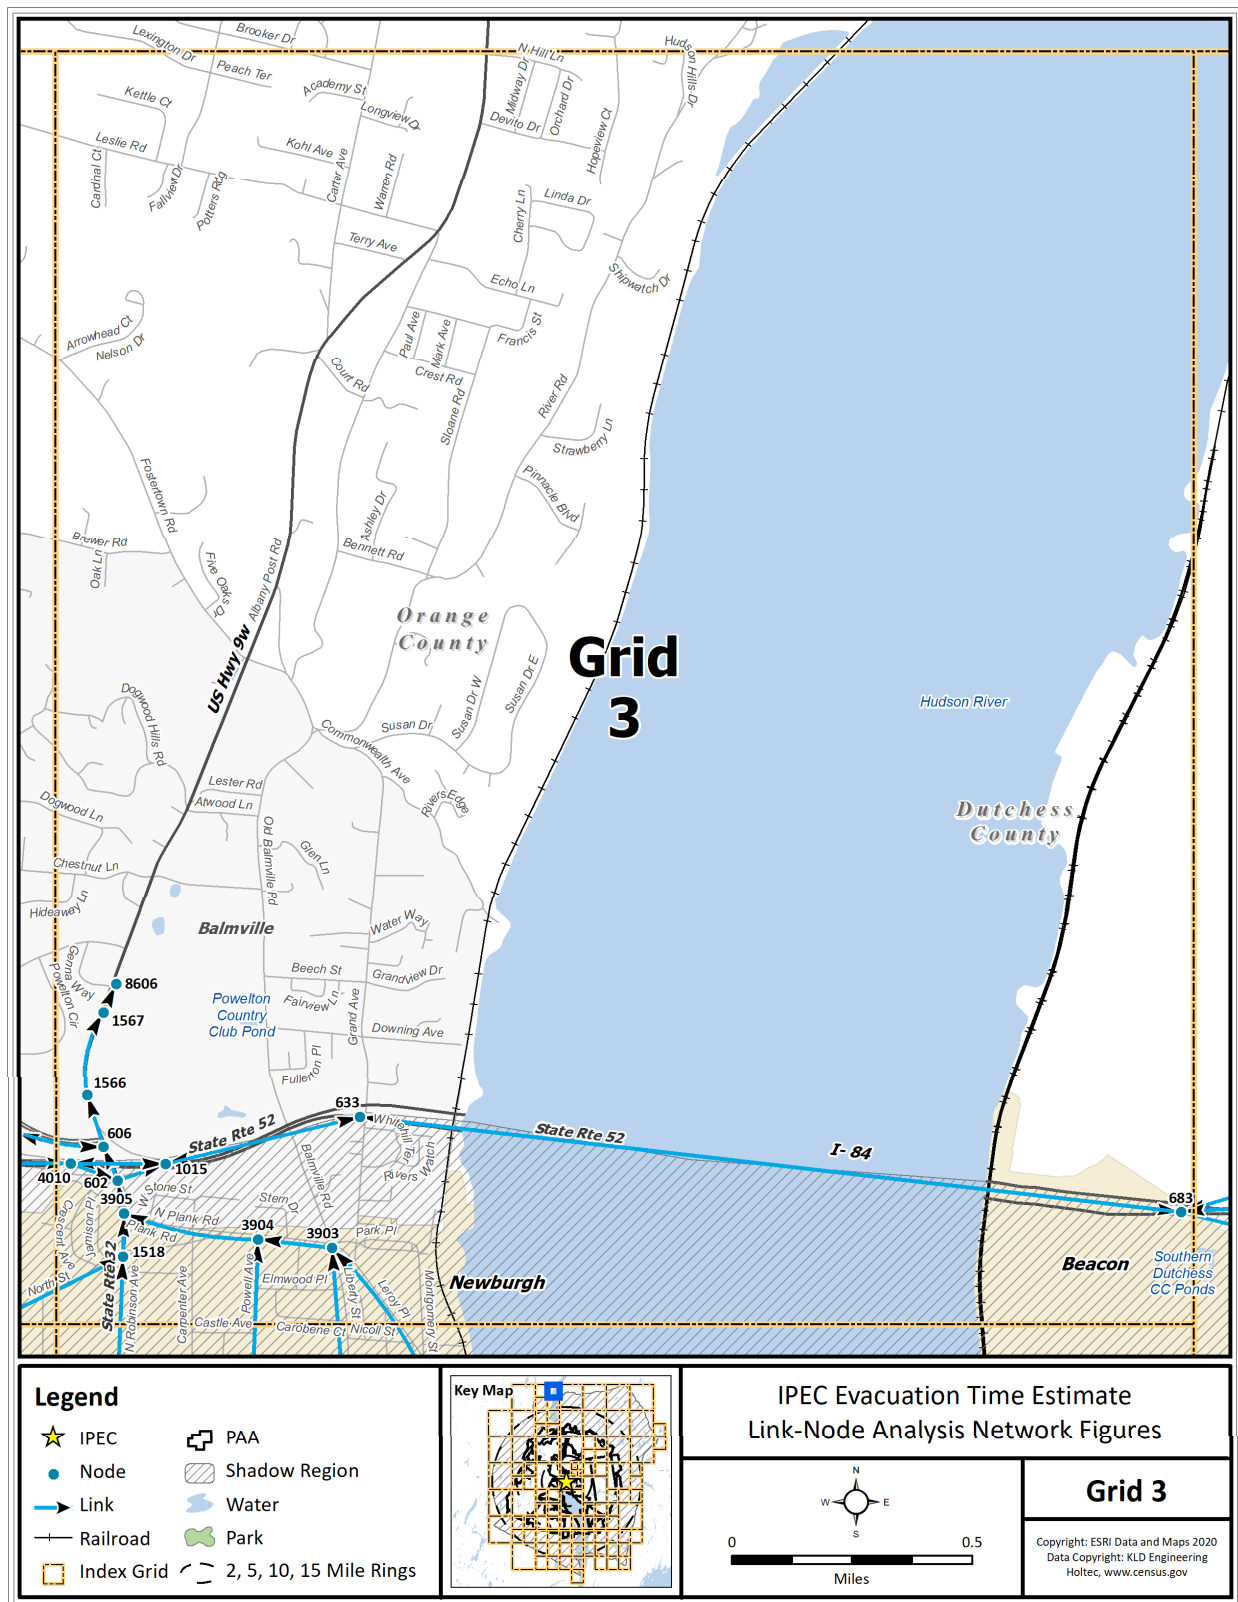 Lexington Dr
Brooker Dr
Peach Ter
Kettle Ct
Academy St
Longview Dr
Leslie Rd
Kohl Ave
Cardinal Ct
Fallview Dr
Potters Rdg
Carter Ave
Warren Rd
N Hill Ln
Midway Dr
Orchard Dr
Devito Dr
Hopeview Ct
Hudson Hills Dr
Linda Dr
Cherry Ln
Terry Ave
Echo Ln
Shipwatch Dr
Arrowhead Ct
Nelson Dr
Paul Ave
Mark Ave
Francis St
Court Rd
Crest Rd
Sloane Rd
River Rd
Strawberry Ln
Pinnacle Blvd
Fostertown Rd
Ashley Dr
Bennett Rd
Brewer Rd
Oak Ln
Five Oaks Dr
Albany Post Rd
US Hwy 9w
Orange
County
Grid
3
Hudson River
Susan Dr W
Susan Dr E
Susan Dr
Commonwealth Ave
Dogwood Hills Rd
Lester Rd
Atwood Ln
Rivers Edge
Dogwood Ln
Dutchess
County
Old Balmville Rd
Glen Ln
Chestnut Ln
Hideaway Ln
Balmville
Water Way
Beech St
Grandview Dr
Genna Way
Powelton Cir
8606
1567
Powelton
Country
Club Pond
Fairview Ln
Grand Ave
Downing Ave
Fullerton Pl
1566
633
606
State Rte 52
Whitehill Ter
State Rte 52
I- 84
4010
602
1015
Balmville Rd
Rivers Watch
683
3905
W Stone St
Stern Dr
N Plank Rd
Plank Rd
3904
3903
Park Pl
Crescent Ave
Jamison Pl
1518
North St
State Rte 32
N Robinson Ave
Carpenter Ave
Powell Ave
Elmwood Pl
Liberty St
Leroy Pl
Montgomery St
Newburgh
Beacon
Southern
Dutchess
CC Ponds
Castle Ave
Carobene Ct
Nicoll St
Legend
IPEC
PAA
Node
Shadow Region
Link
Water
Railroad
Park
Index Grid
2, 5, 10, 15 Mile Rings
Key Map
IPEC Evacuation Time Estimate
Link-Node Analysis Network Figures
N
W
E
S
0
0.5
Miles
Grid 3
Copyright: ESRI Data and Maps 2020
Data Copyright: KLD Engineering
Holtec, www.census.gov